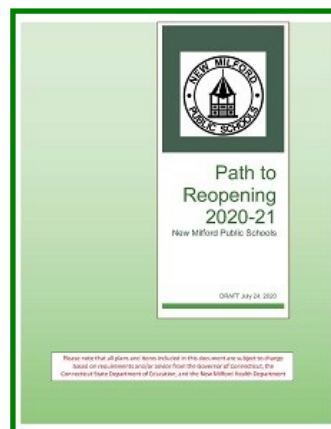 NEW MILFORD
PUBLIC SCHOOLS
Path to
Reopening
2020-21
New Milford Public Schools
DRAFT July 24, 2020
Please note that all plans and items included in this document are subject to change
based on requirements and/or advice from the Governor of Connecticut, the
Connecticut State Department of Education, and the New Milford Health Department